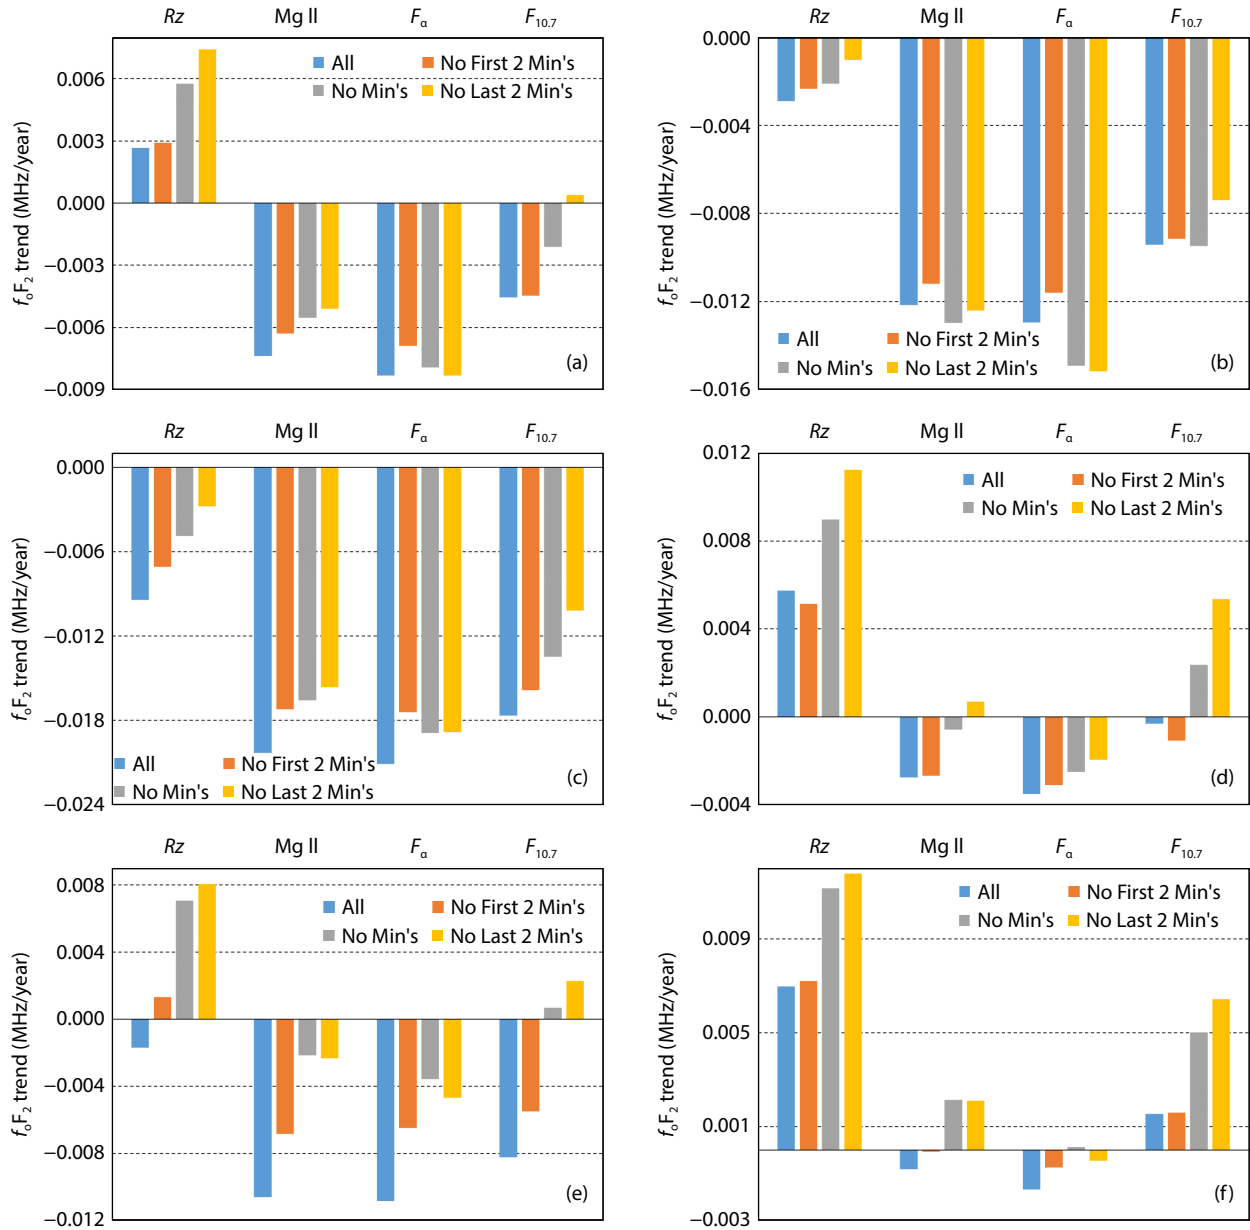 Rz Mg II Fα F10.7
0.006
0.003
0.000
−0.003
−0.006
−0.009
foF2 trend (MHz/year)
All No First 2 Min's
No Min's No Last 2 Min's
(a)
Rz Mg II Fα F10.7
0.000
−0.004
−0.008
−0.012
−0.016
foF2 trend (MHz/year)
All No First 2 Min's
No Min's No Last 2 Min's
(b)
Rz Mg II Fα F10.7
0.000
−0.006
−0.012
−0.018
−0.024
foF2 trend (MHz/year)
All No First 2 Min's
No Min's No Last 2 Min's
(c)
Rz Mg II Fα F10.7
0.012
0.008
0.004
0.000
−0.004
foF2 trend (MHz/year)
All No First 2 Min's
No Min's No Last 2 Min's
(d)
Rz Mg II Fα F10.7
0.008
0.004
0.000
−0.004
−0.008
−0.012
foF2 trend (MHz/year)
All No First 2 Min's
No Min's No Last 2 Min's
(e)
Rz Mg II Fα F10.7
0.009
0.005
0.001
−0.003
foF2 trend (MHz/year)
All No First 2 Min's
No Min's No Last 2 Min's
(f)